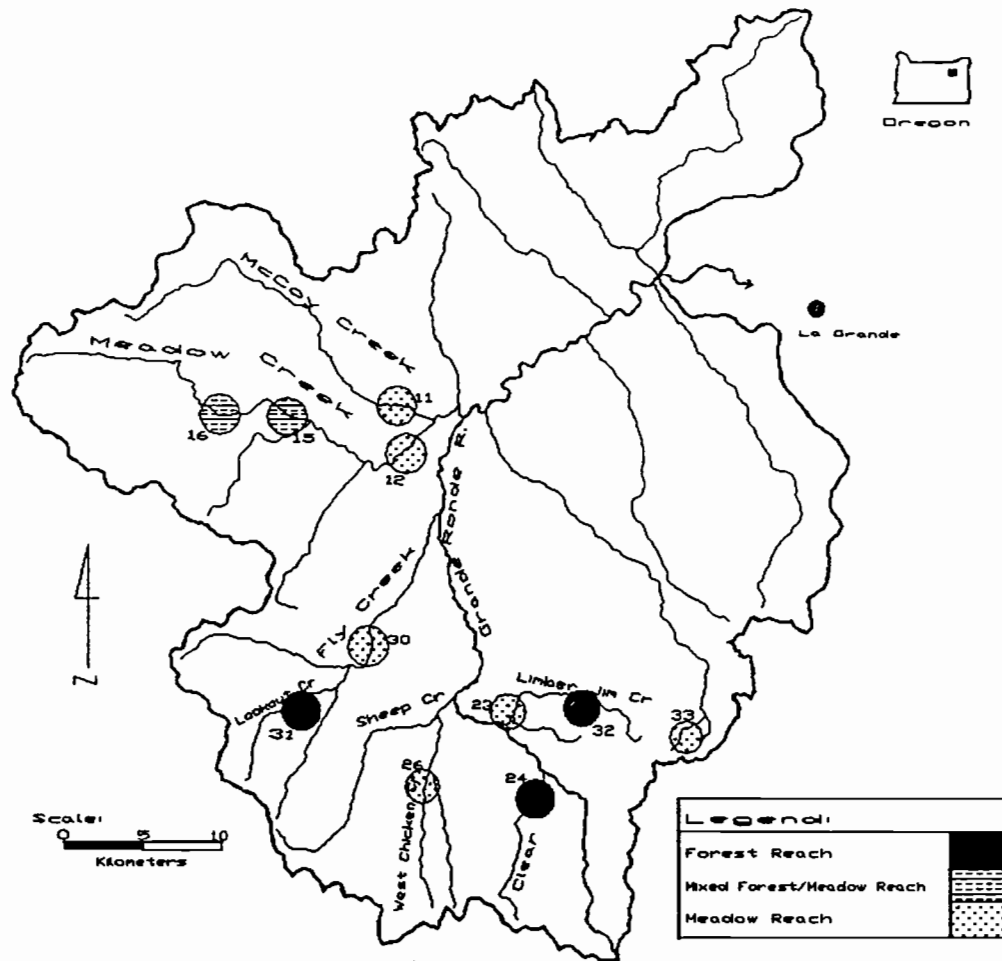 Oregon
La Grande
McCoy Creek
Meadow Creek
11
16
15
12
Grande Ronde R.
Fly Creek
30
N
Lookout Cr
31
Sheep Cr
Limber Jim Cr
23
32
33
26
24
West Chicken Cr
Clear
Scale:
0 5 10
Kilometers
Legend:
Forest Reach
Mixed Forest/Meadow Reach
Meadow Reach